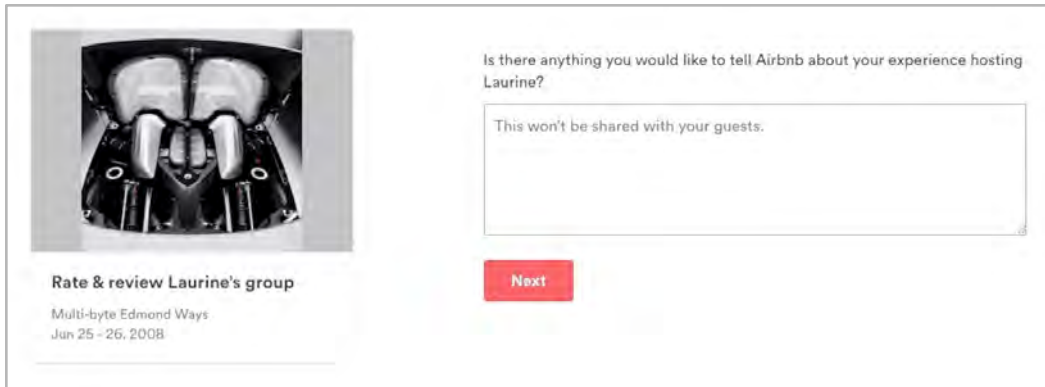 Rate & review Laurine's group
Multi-byte Edmond Ways
Jun 25 - 26, 2008
Is there anything you would like to tell Airbnb about your experience hosting
Laurine?
This won't be shared with your guests.
Next